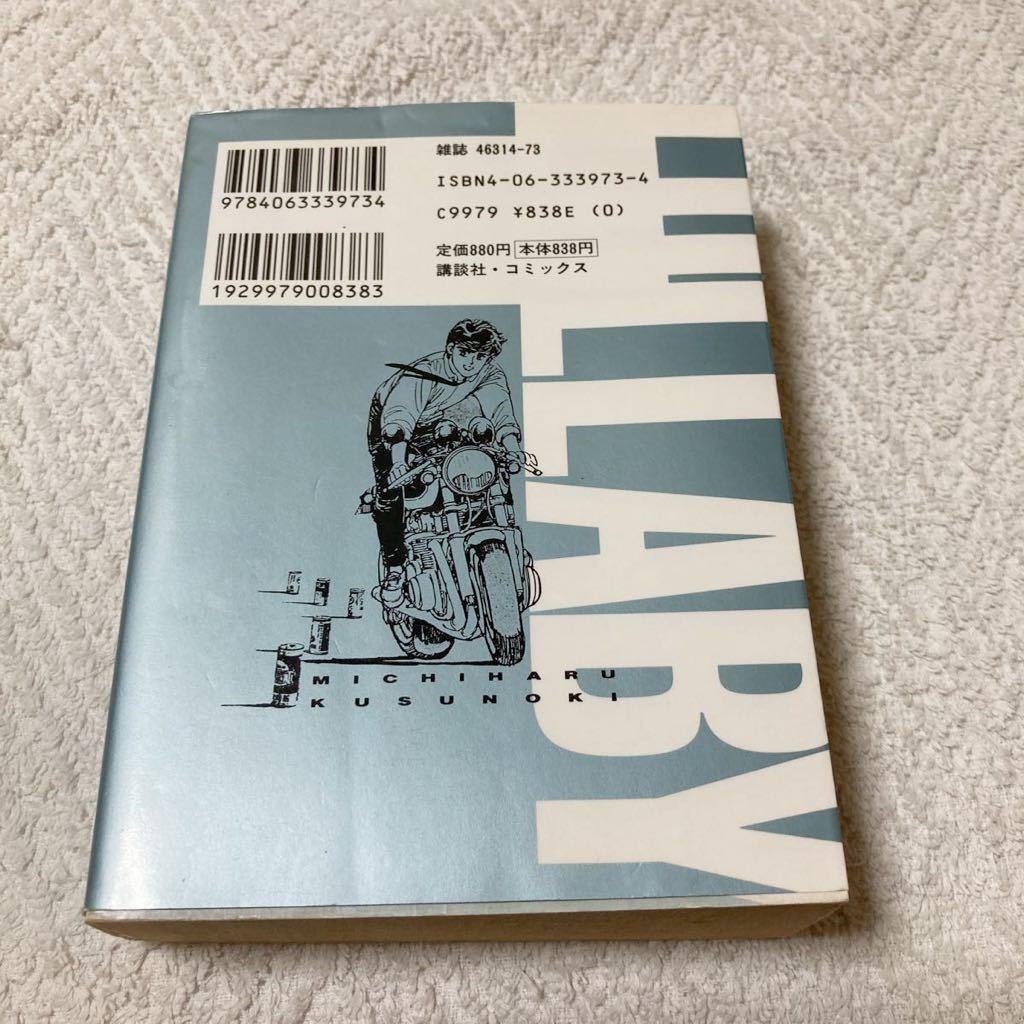 9784063339734
1929979008383
雑誌 46314-73
ISBN4-06-333973-4
C9979 ¥838E (0)
定価880円 本体838円
講談社・コミックス
MICHIHARU
KUSUNOKI
LLABY